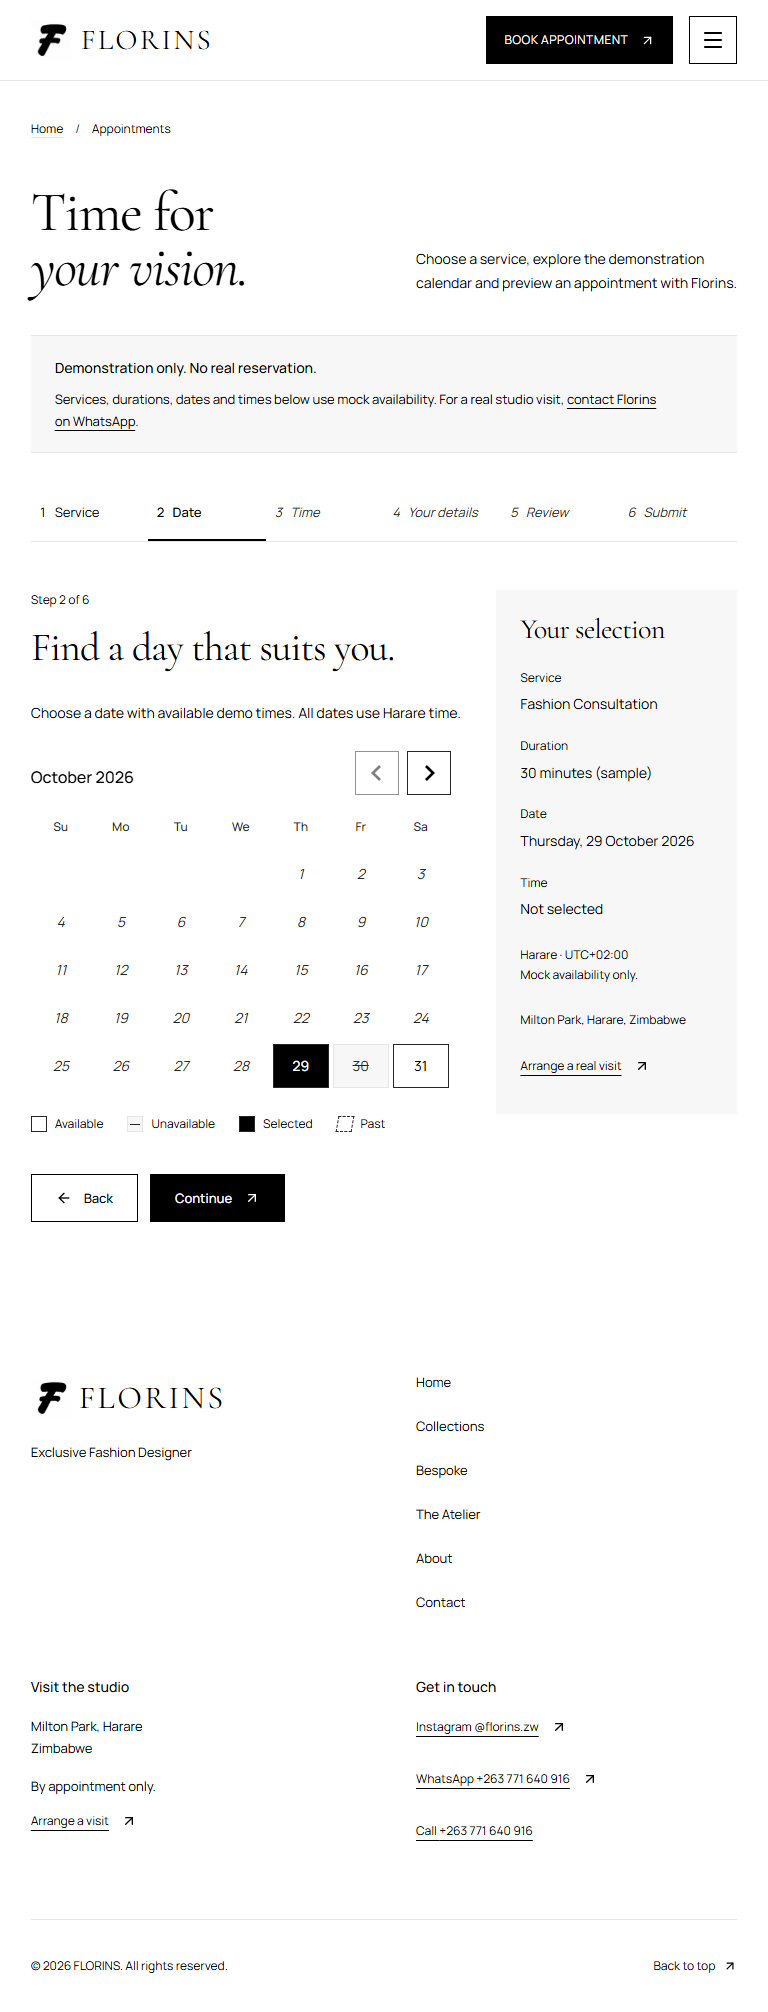 FLORINS
BOOK APPOINTMENT
Home / Appointments
Time for
your vision.
Choose a service, explore the demonstration
calendar and preview an appointment with Florins.
Demonstration only. No real reservation.
Services, durations, dates and times below use mock availability. For a real studio visit, contact Florins
on WhatsApp.
1 Service 2 Date 3 Time 4 Your details 5 Review 6 Submit
Step 2 of 6
Find a day that suits you.
Choose a date with available demo times. All dates use Harare time.
October 2026
Su Mo Tu We Th Fr Sa
1 2 3
4 5 6 7 8 9 10
11 12 13 14 15 16 17
18 19 20 21 22 23 24
25 26 27 28 29 30 31
Available Unavailable Selected Past
Back Continue
Your selection
Service
Fashion Consultation
Duration
30 minutes (sample)
Date
Thursday, 29 October 2026
Time
Not selected
Harare · UTC+02:00
Mock availability only.
Milton Park, Harare, Zimbabwe
Arrange a real visit
FLORINS
Exclusive Fashion Designer
Home
Collections
Bespoke
The Atelier
About
Contact
Visit the studio
Milton Park, Harare
Zimbabwe
By appointment only.
Arrange a visit
Get in touch
Instagram @florins.zw
WhatsApp +263 771 640 916
Call +263 771 640 916
© 2026 FLORINS. All rights reserved.
Back to top